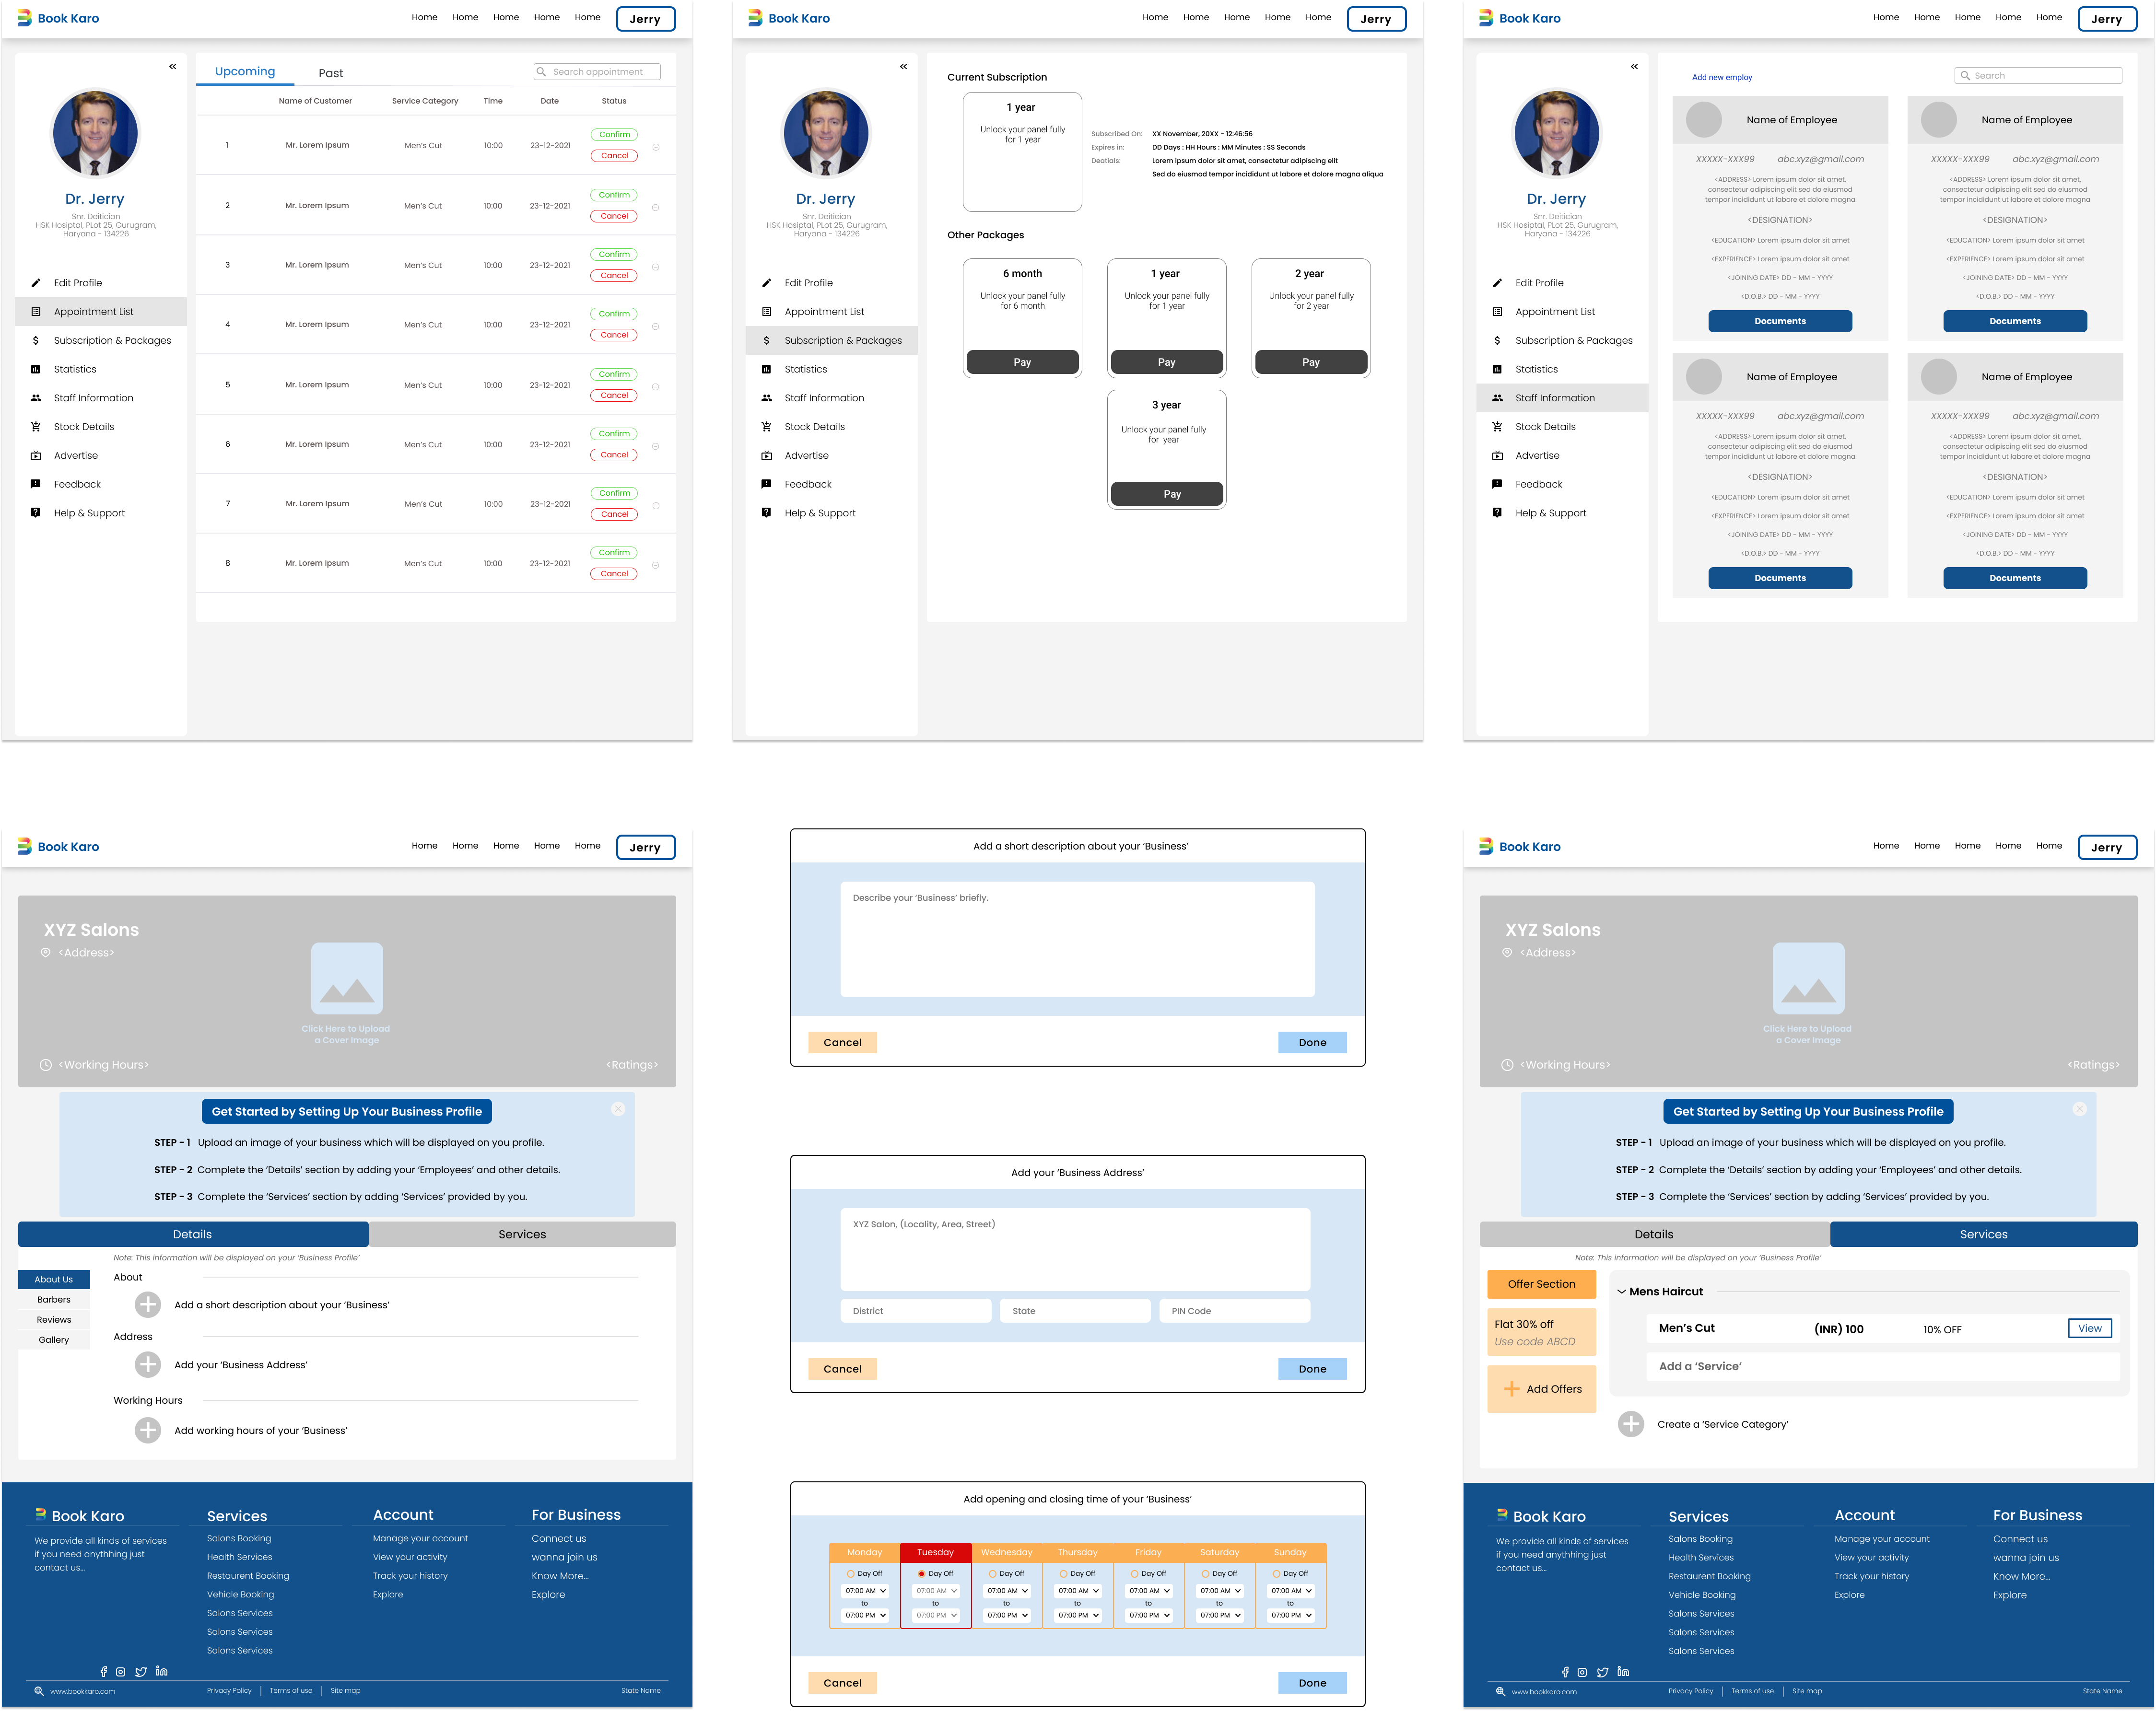 Book Karo
Home Home Home Home Home Jerry
«
Dr. Jerry
Snr. Deitician
HSK Hosiptal, PLot 25, Gurugram,
Haryana - 134226
Edit Profile
Appointment List
Subscription & Packages
Statistics
Staff Information
Stock Details
Advertise
Feedback
Help & Support
Upcoming Past Search appointment
Name of Customer Service Category Time Date Status
1 Mr. Lorem Ipsum Men's Cut 10:00 23-12-2021 Confirm
Cancel
2 Mr. Lorem Ipsum Men's Cut 10:00 23-12-2021 Confirm
Cancel
3 Mr. Lorem Ipsum Men's Cut 10:00 23-12-2021 Confirm
Cancel
4 Mr. Lorem Ipsum Men's Cut 10:00 23-12-2021 Confirm
Cancel
5 Mr. Lorem Ipsum Men's Cut 10:00 23-12-2021 Confirm
Cancel
6 Mr. Lorem Ipsum Men's Cut 10:00 23-12-2021 Confirm
Cancel
7 Mr. Lorem Ipsum Men's Cut 10:00 23-12-2021 Confirm
Cancel
8 Mr. Lorem Ipsum Men's Cut 10:00 23-12-2021 Confirm
Cancel
Book Karo
Home Home Home Home Home Jerry
«
Dr. Jerry
Snr. Deitician
HSK Hosiptal, PLot 25, Gurugram,
Haryana - 134226
Edit Profile
Appointment List
Subscription & Packages
Statistics
Staff Information
Stock Details
Advertise
Feedback
Help & Support
Current Subscription
1 year
Unlock your panel fully
for 1 year
Subscribed On: XX November, 20XX - 12:46:56
Expires in: DD Days : HH Hours : MM Minutes : SS Seconds
Deatials: Lorem ipsum dolor sit amet, consectetur adipiscing elit
Sed do eiusmod tempor incididunt ut labore et dolore magna aliqua
Other Packages
6 month
Unlock your panel fully
for 6 month
Pay
1 year
Unlock your panel fully
for 1 year
Pay
2 year
Unlock your panel fully
for 2 year
Pay
3 year
Unlock your panel fully
for year
Pay
Book Karo
Home Home Home Home Home Jerry
«
Dr. Jerry
Snr. Deitician
HSK Hosiptal, PLot 25, Gurugram,
Haryana - 134226
Edit Profile
Appointment List
Subscription & Packages
Statistics
Staff Information
Stock Details
Advertise
Feedback
Help & Support
Add new employ Search
Name of Employee
XXXXX-XXX99 abc.xyz@gmail.com
<ADDRESS> Lorem ipsum dolor sit amet,
consectetur adipiscing elit sed do eiusmod
tempor incididunt ut labore et dolore magna
<DESIGNATION>
<EDUCATION> Lorem ipsum dolor sit amet
<EXPERIENCE> Lorem ipsum dolor sit amet
<JOINING DATE> DD - MM - YYYY
<D.O.B.> DD - MM - YYYY
Documents
Name of Employee
XXXXX-XXX99 abc.xyz@gmail.com
<ADDRESS> Lorem ipsum dolor sit amet,
consectetur adipiscing elit sed do eiusmod
tempor incididunt ut labore et dolore magna
<DESIGNATION>
<EDUCATION> Lorem ipsum dolor sit amet
<EXPERIENCE> Lorem ipsum dolor sit amet
<JOINING DATE> DD - MM - YYYY
<D.O.B.> DD - MM - YYYY
Documents
Name of Employee
XXXXX-XXX99 abc.xyz@gmail.com
<ADDRESS> Lorem ipsum dolor sit amet,
consectetur adipiscing elit sed do eiusmod
tempor incididunt ut labore et dolore magna
<DESIGNATION>
<EDUCATION> Lorem ipsum dolor sit amet
<EXPERIENCE> Lorem ipsum dolor sit amet
<JOINING DATE> DD - MM - YYYY
<D.O.B.> DD - MM - YYYY
Documents
Name of Employee
XXXXX-XXX99 abc.xyz@gmail.com
<ADDRESS> Lorem ipsum dolor sit amet,
consectetur adipiscing elit sed do eiusmod
tempor incididunt ut labore et dolore magna
<DESIGNATION>
<EDUCATION> Lorem ipsum dolor sit amet
<EXPERIENCE> Lorem ipsum dolor sit amet
<JOINING DATE> DD - MM - YYYY
<D.O.B.> DD - MM - YYYY
Documents
Book Karo
Home Home Home Home Home Jerry
XYZ Salons
<Address>
Click Here to Upload
a Cover Image
<Working Hours> <Ratings>
Get Started by Setting Up Your Business Profile
STEP - 1 Upload an image of your business which will be displayed on you profile.
STEP - 2 Complete the 'Details' section by adding your 'Employees' and other details.
STEP - 3 Complete the 'Services' section by adding 'Services' provided by you.
Details Services
Note: This information will be displayed on your 'Business Profile'
About Us
Barbers
Reviews
Gallery
About
Add a short description about your 'Business'
Address
Add your 'Business Address'
Working Hours
Add working hours of your 'Business'
Book Karo
We provide all kinds of services
if you need anythhing just
contact us...
Services
Salons Booking
Health Services
Restaurent Booking
Vehicle Booking
Salons Services
Salons Services
Salons Services
Account
Manage your account
View your activity
Track your history
Explore
For Business
Connect us
wanna join us
Know More...
Explore
www.bookkaro.com Privacy Policy | Terms of use | Site map State Name
Add a short description about your 'Business'
Describe your 'Business' briefly.
Cancel Done
Add your 'Business Address'
XYZ Salon, (Locality, Area, Street)
District State PIN Code
Cancel Done
Add opening and closing time of your 'Business'
Monday Tuesday Wednesday Thursday Friday Saturday Sunday
Day Off Day Off Day Off Day Off Day Off Day Off Day Off
07:00 AM 07:00 AM 07:00 AM 07:00 AM 07:00 AM 07:00 AM 07:00 AM
to to to to to to to
07:00 PM 07:00 PM 07:00 PM 07:00 PM 07:00 PM 07:00 PM 07:00 PM
Cancel Done
Book Karo
Home Home Home Home Home Jerry
XYZ Salons
<Address>
Click Here to Upload
a Cover Image
<Working Hours> <Ratings>
Get Started by Setting Up Your Business Profile
STEP - 1 Upload an image of your business which will be displayed on you profile.
STEP - 2 Complete the 'Details' section by adding your 'Employees' and other details.
STEP - 3 Complete the 'Services' section by adding 'Services' provided by you.
Details Services
Note: This information will be displayed on your 'Business Profile'
Offer Section
Flat 30% off
Use code ABCD
Add Offers
Mens Haircut
Men's Cut (INR) 100 10% OFF View
Add a 'Service'
Create a 'Service Category'
Book Karo
We provide all kinds of services
if you need anythhing just
contact us...
Services
Salons Booking
Health Services
Restaurent Booking
Vehicle Booking
Salons Services
Salons Services
Salons Services
Account
Manage your account
View your activity
Track your history
Explore
For Business
Connect us
wanna join us
Know More...
Explore
www.bookkaro.com Privacy Policy | Terms of use | Site map State Name